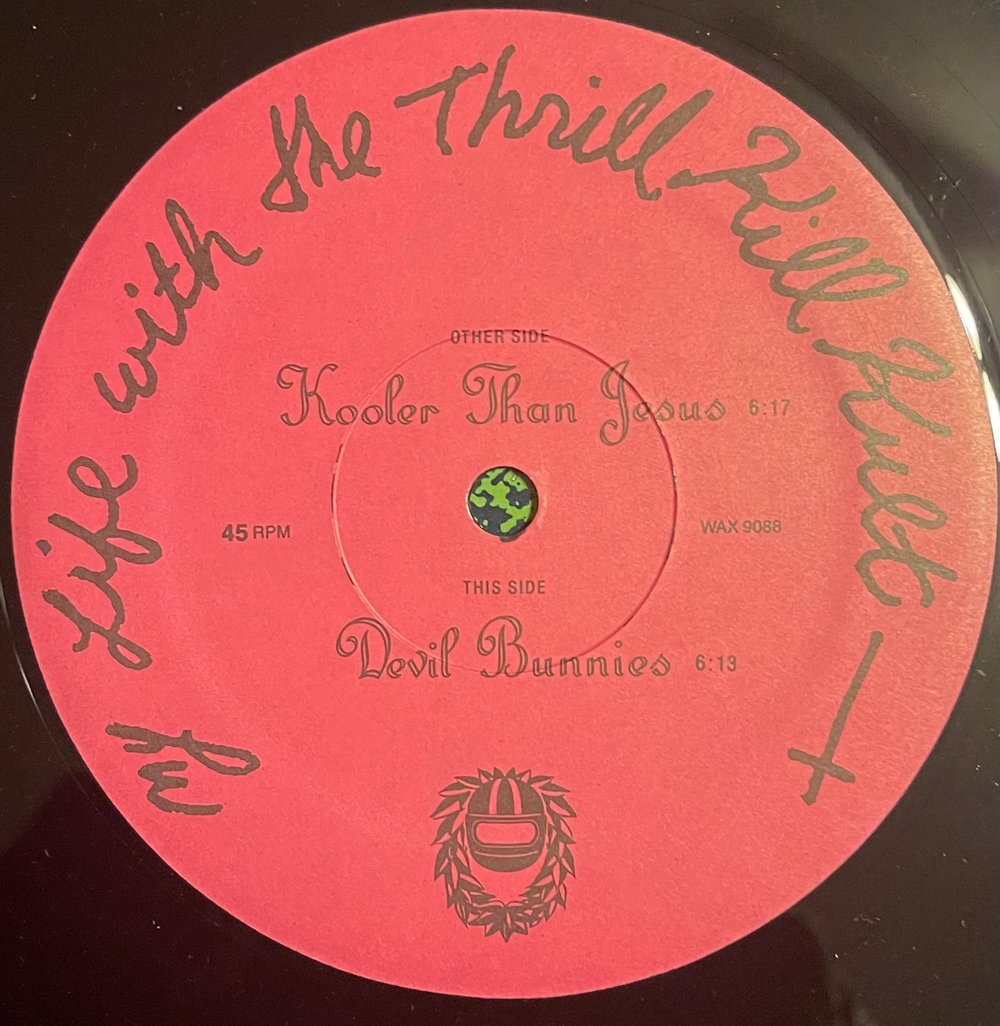 My Life with the Thrill Kill Kult
OTHER SIDE
Kooler Than Jesus 6:17
45 RPM
WAX 9088
THIS SIDE
Devil Bunnies 6:13